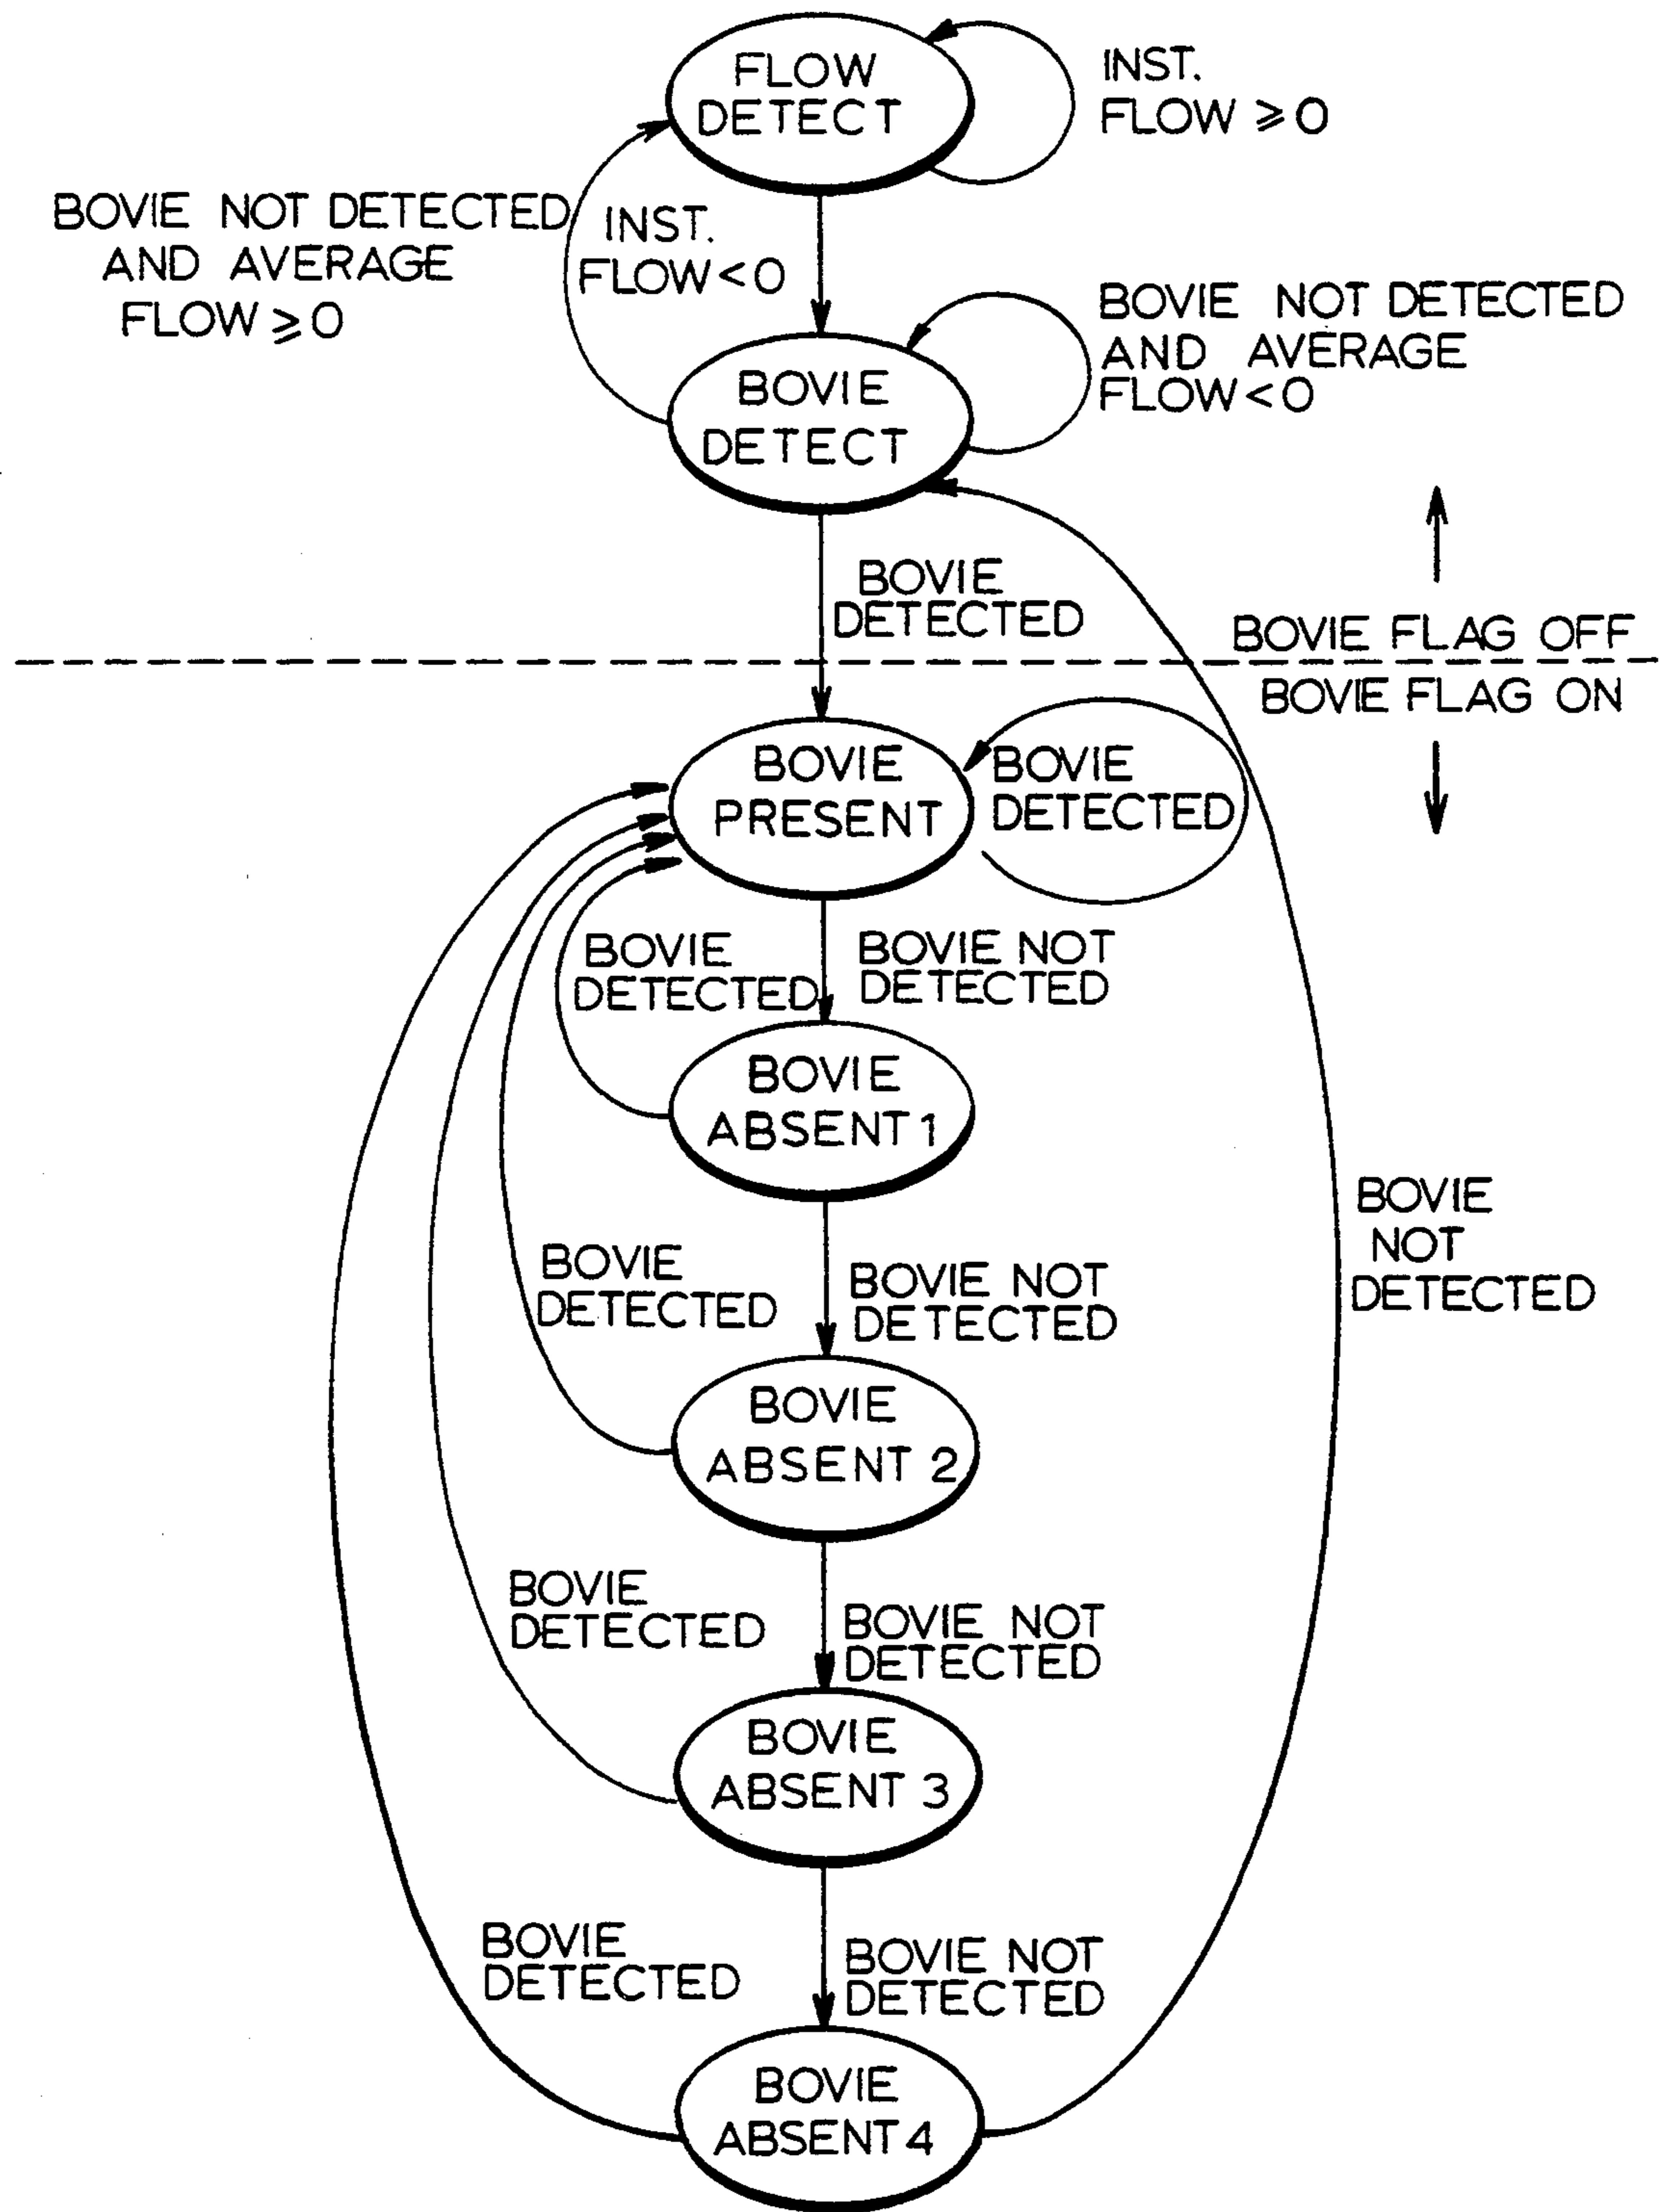 FLOW
DETECT
INST.
FLOW ≥ 0
BOVIE NOT DETECTED
AND AVERAGE
FLOW ≥ 0
INST.
FLOW < 0
BOVIE NOT DETECTED
AND AVERAGE
FLOW < 0
BOVIE
DETECT
BOVIE
DETECTED
BOVIE FLAG OFF
BOVIE FLAG ON
BOVIE
PRESENT
BOVIE
DETECTED
BOVIE
DETECTED
BOVIE NOT
DETECTED
BOVIE
ABSENT 1
BOVIE
NOT
DETECTED
BOVIE
DETECTED
BOVIE NOT
DETECTED
BOVIE
ABSENT 2
BOVIE
DETECTED
BOVIE NOT
DETECTED
BOVIE
ABSENT 3
BOVIE
DETECTED
BOVIE NOT
DETECTED
BOVIE
ABSENT 4